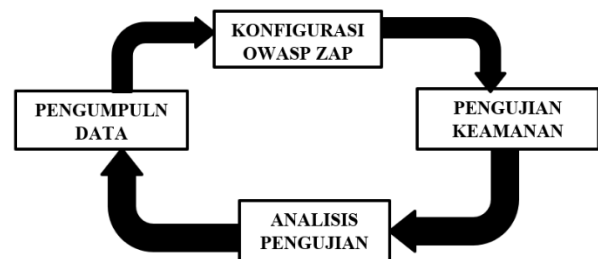 KONFIGURASI
OWASP ZAP
PENGUMPULN
DATA
PENGUJIAN
KEAMANAN
ANALISIS
PENGUJIAN